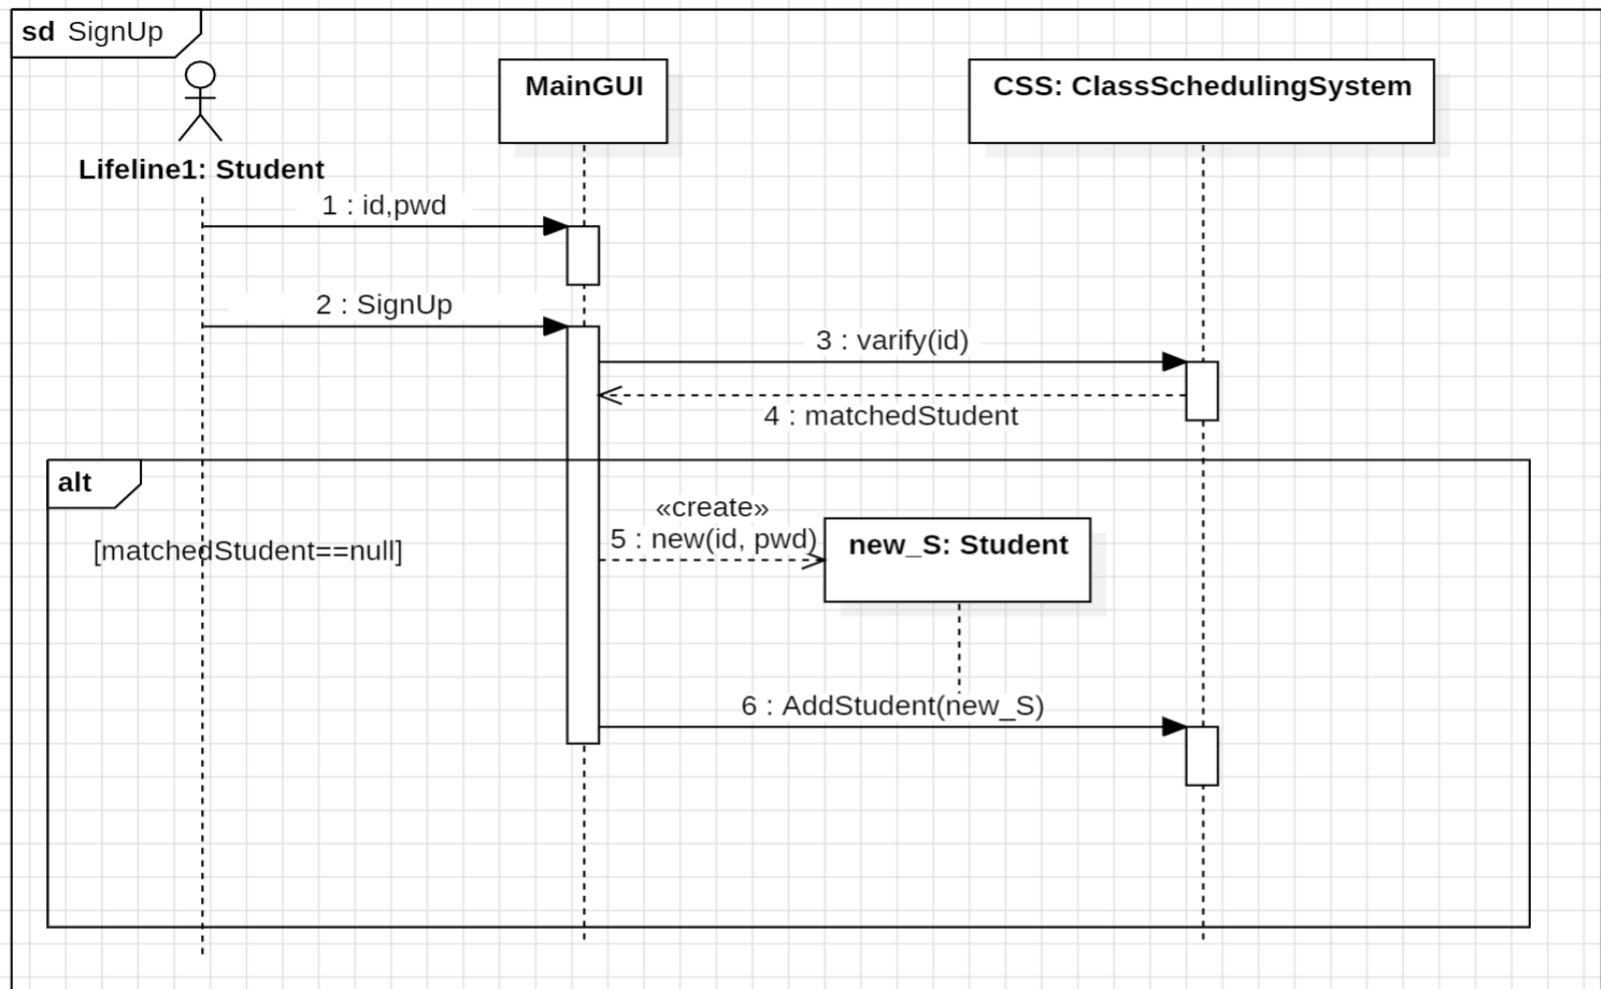 sd SignUp
MainGUI
CSS: ClassSchedulingSystem
Lifeline1: Student
1 : id,pwd
2 : SignUp
3 : varify(id)
4 : matchedStudent
alt
[matchedStudent==null]
«create»
5 : new(id, pwd)
new_S: Student
6 : AddStudent(new_S)